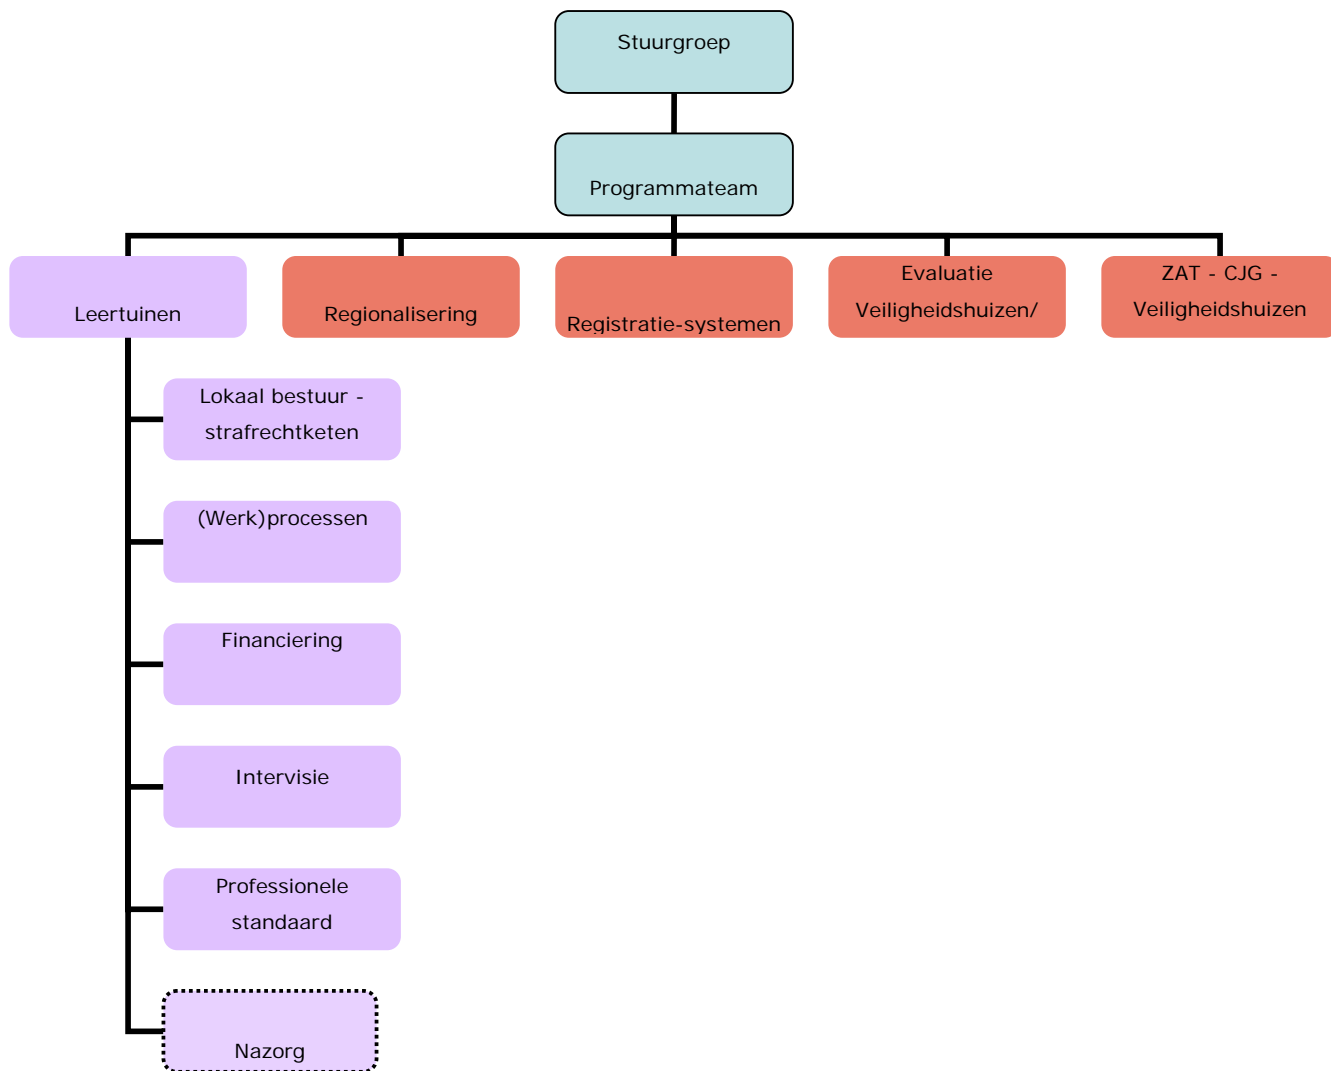 Stuurgroep
Programmateam
Leertuinen
Regionalisering
Registratie-systemen
Evaluatie
Veiligheidshuizen/
ZAT - CJG -
Veiligheidshuizen
Lokaal bestuur -
strafrechtketen
(Werk)processen
Financiering
Intervisie
Professionele
standaard
Nazorg